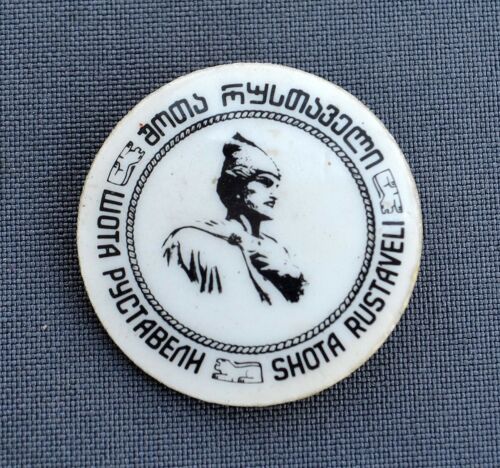 შოთა რუსთაველი
SHOTA RUSTAVELI
ШОТА РУСТАВЕЛИ